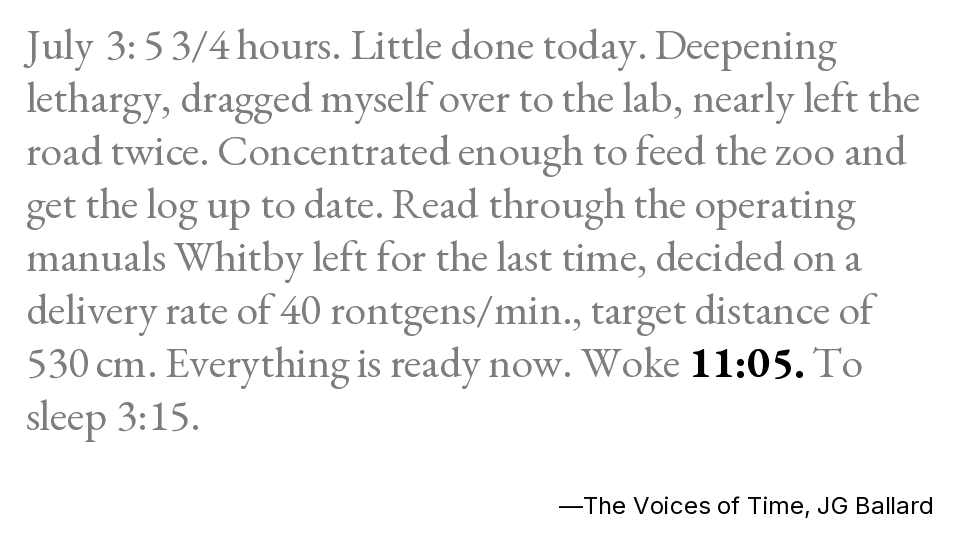 July 3: 5 3/4 hours. Little done today. Deepening
lethargy, dragged myself over to the lab, nearly left the
road twice. Concentrated enough to feed the zoo and
get the log up to date. Read through the operating
manuals Whitby left for the last time, decided on a
delivery rate of 40 rontgens/min., target distance of
530 cm. Everything is ready now. Woke 11:05. To
sleep 3:15.
—The Voices of Time, JG Ballard